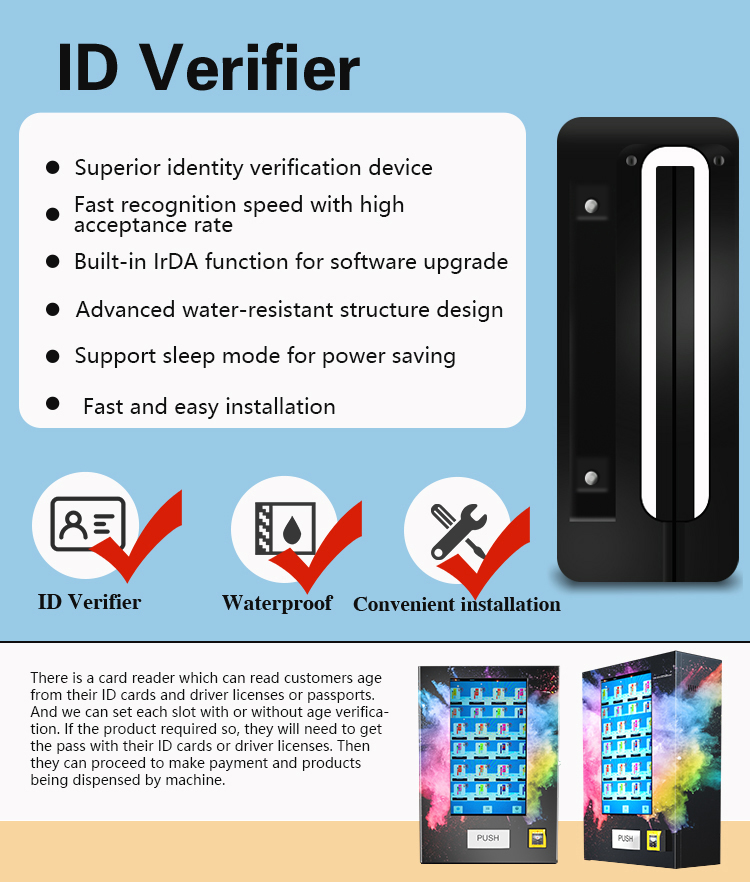 ID Verifier
Superior identity verification device
Fast recognition speed with high
acceptance rate
Built-in IrDA function for software upgrade
Advanced water-resistant structure design
Support sleep mode for power saving
Fast and easy installation
ID Verifier
Waterproof
Convenient installation
There is a card reader which can read customers age
from their ID cards and driver licenses or passports.
And we can set each slot with or without age verifica-
tion. If the product required so, they will need to get
the pass with their ID cards or driver licenses. Then
they can proceed to make payment and products
being dispensed by machine.
PUSH
PUSH